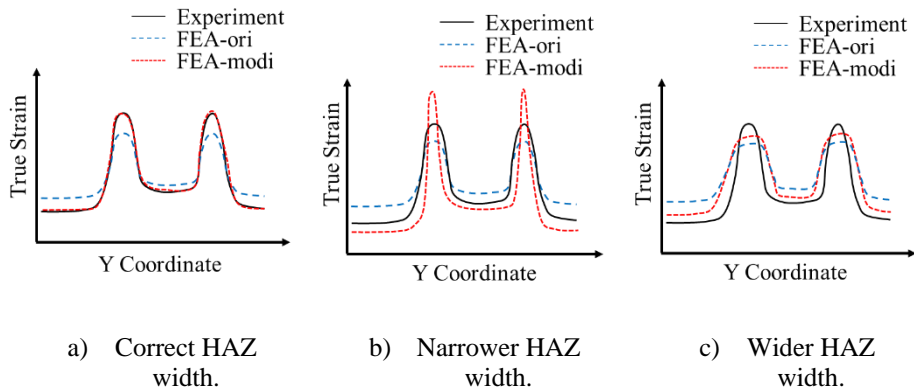 Experiment
FEA-ori
FEA-modi
True Strain
Y Coordinate
a) Correct HAZ
width.
Experiment
FEA-ori
FEA-modi
True Strain
Y Coordinate
b) Narrower HAZ
width.
Experiment
FEA-ori
FEA-modi
True Strain
Y Coordinate
c) Wider HAZ
width.